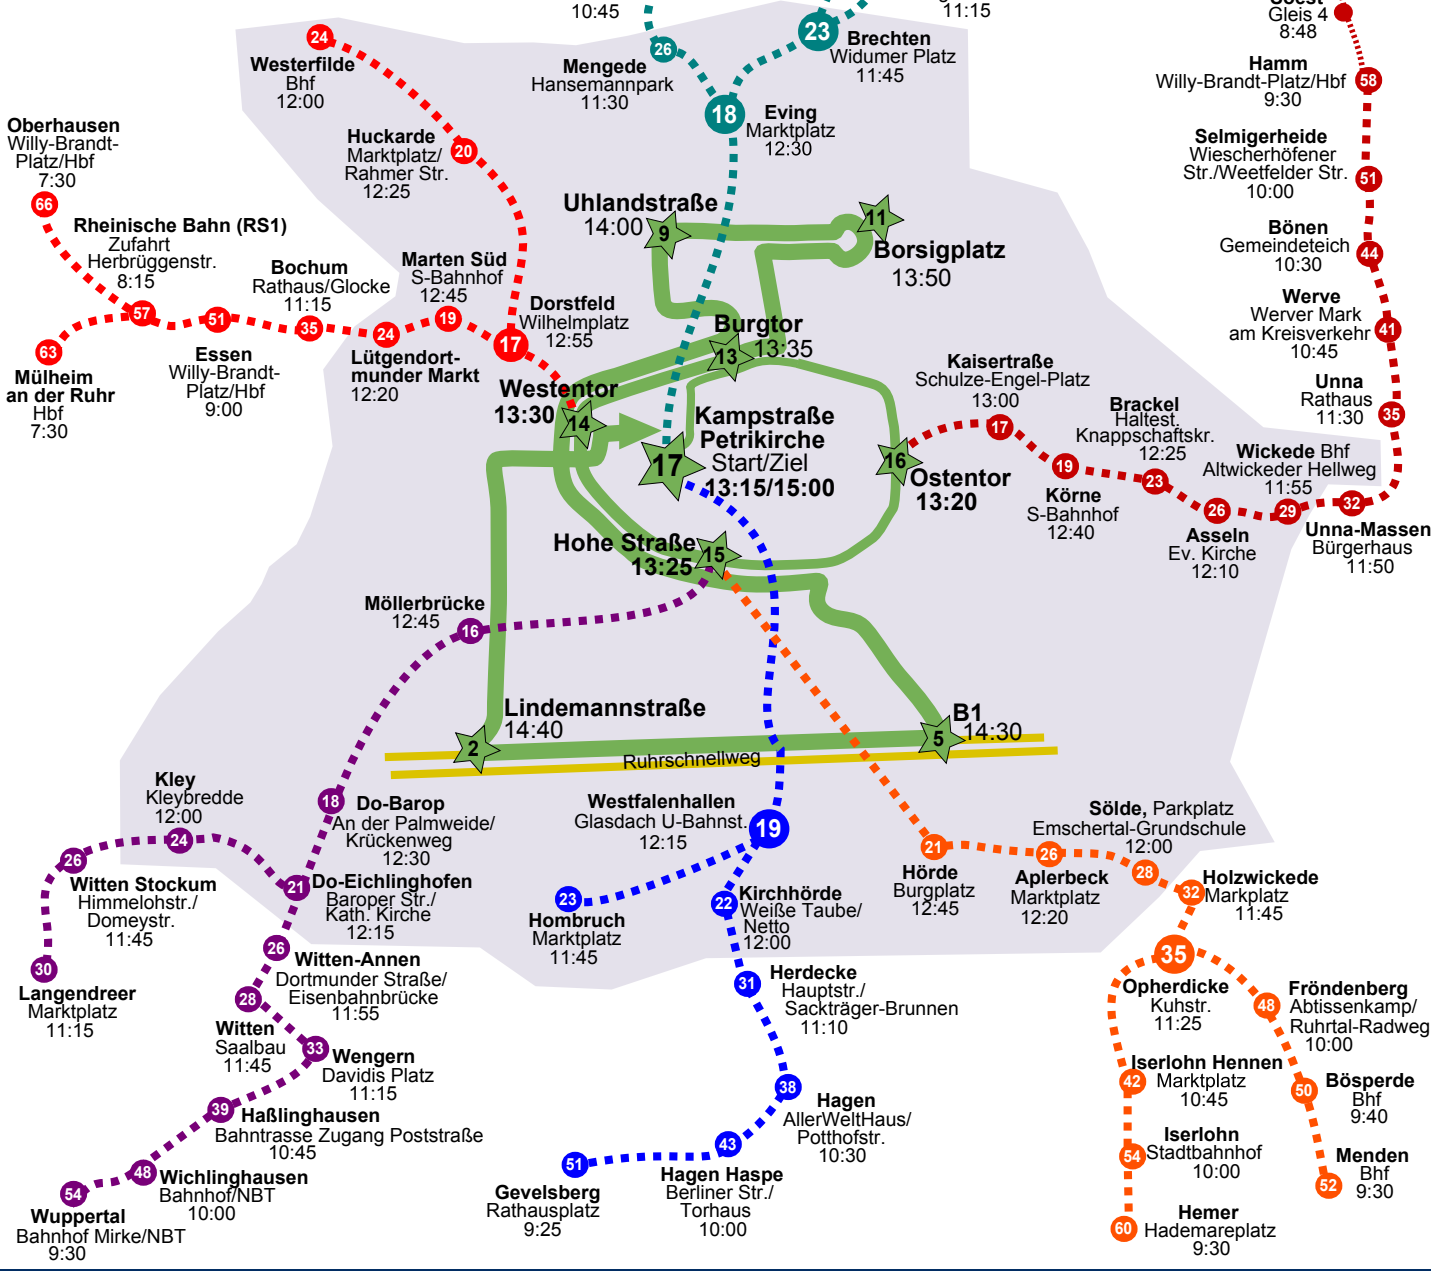 10:45
11:15
23
Brechten
Widumer Platz
11:45
26
Mengede
Hansemannpark
11:30
18
Eving
Marktplatz
12:30
Gleis 4
8:48
Hamm
Willy-Brandt-Platz/Hbf
9:30
58
Selmigerheide
Wiescherhöfener
Str./Weetfelder Str.
10:00
51
Bönen
Gemeindeteich
10:30
44
Werve
Werver Mark
am Kreisverkehr
10:45
41
Unna
Rathaus
11:30
35
24
Westerfilde
Bhf
12:00
Huckarde
Marktplatz/
Rahmer Str.
12:25
20
Oberhausen
Willy-Brandt-
Platz/Hbf
7:30
66
Rheinische Bahn (RS1)
Zufahrt
Herbrüggenstr.
8:15
57
63
Mülheim
an der Ruhr
Hbf
7:30
51
Essen
Willy-Brandt-
Platz/Hbf
9:00
Bochum
Rathaus/Glocke
11:15
35
24
Lütgendort-
munder Markt
12:20
Marten Süd
S-Bahnhof
12:45
19
Dorstfeld
Wilhelmplatz
12:55
17
Uhlandstraße
14:00
9
11
Borsigplatz
13:50
Burgtor
13:35
13
Westentor
13:30
14
Kampstraße
Petrikirche
Start/Ziel
13:15/15:00
17
16
Ostentor
13:20
Hohe Straße
13:25
15
Kaisertraße
Schulze-Engel-Platz
13:00
17
19
Körne
S-Bahnhof
12:40
Brackel
Haltest.
Knappschaftskr.
12:25
23
26
Asseln
Ev. Kirche
12:10
Wickede Bhf
Altwickeder Hellweg
11:55
29
32
Unna-Massen
Bürgerhaus
11:50
Möllerbrücke
12:45
16
Lindemannstraße
14:40
2
B1
14:30
5
Ruhrschnellweg
Kley
Kleybredde
12:00
24
18
Do-Barop
An der Palmweide/
Krückenweg
12:30
26
Witten Stockum
Himmelohstr./
Domeystr.
11:45
21
Do-Eichlinghofen
Baroper Str./
Kath. Kirche
12:15
30
Langendreer
Marktplatz
11:15
26
Witten-Annen
Dortmunder Straße/
Eisenbahnbrücke
11:55
28
Witten
Saalbau
11:45
33
Wengern
Davidis Platz
11:15
39
Haßlinghausen
Bahntrasse Zugang Poststraße
10:45
48
Wichlinghausen
Bahnhof/NBT
10:00
54
Wuppertal
Bahnhof Mirke/NBT
9:30
Westfalenhallen
Glasdach U-Bahnst.
12:15
19
23
Hombruch
Marktplatz
11:45
22
Kirchhörde
Weiße Taube/
Netto
12:00
31
Herdecke
Hauptstr./
Sackträger-Brunnen
11:10
38
Hagen
AllerWeltHaus/
Potthofstr.
10:30
43
Hagen Haspe
Berliner Str./
Torhaus
10:00
51
Gevelsberg
Rathausplatz
9:25
21
Hörde
Burgplatz
12:45
26
Aplerbeck
Marktplatz
12:20
Sölde, Parkplatz
Emschertal-Grundschule
12:00
28
32
Holzwickede
Markplatz
11:45
35
Opherdicke
Kuhstr.
11:25
48
Fröndenberg
Abtissenkamp/
Ruhrtal-Radweg
10:00
42
Iserlohn Hennen
Marktplatz
10:45
50
Bösperde
Bhf
9:40
54
Iserlohn
Stadtbahnhof
10:00
52
Menden
Bhf
9:30
60
Hemer
Hademareplatz
9:30